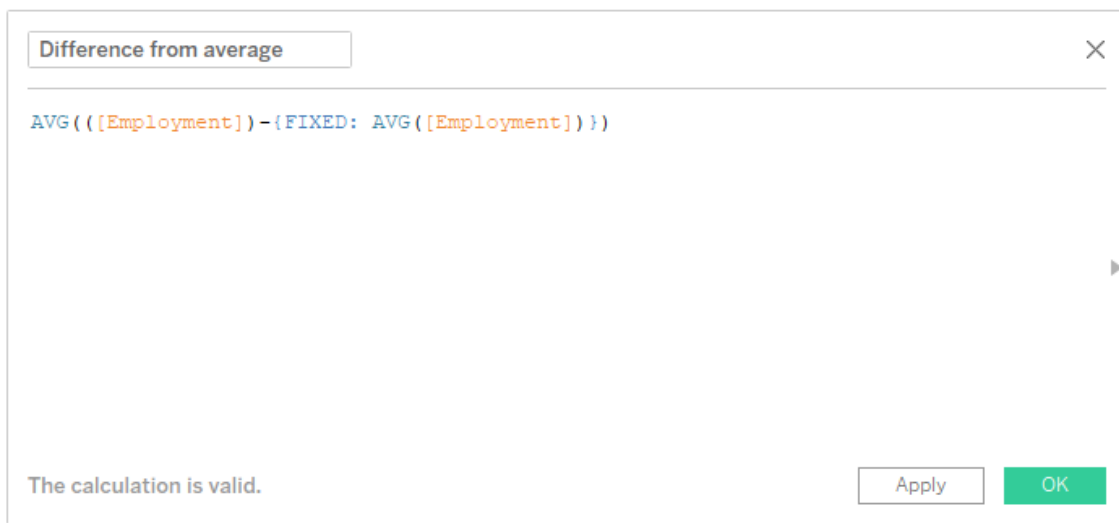 Difference from average
AVG(([Employment])-{FIXED: AVG([Employment])})
The calculation is valid.
Apply
OK